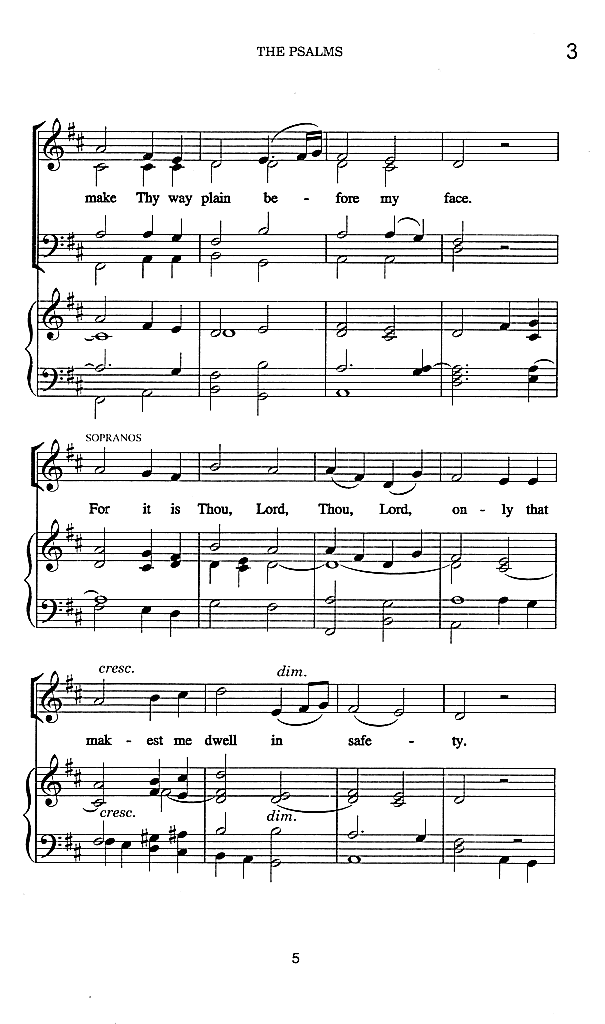 THE PSALMS 3
make Thy way plain be - fore my face.
SOPRANOS
For it is Thou, Lord, Thou, Lord, on - ly that
cresc. dim.
mak - est me dwell in safe - ty.
cresc. dim.
5